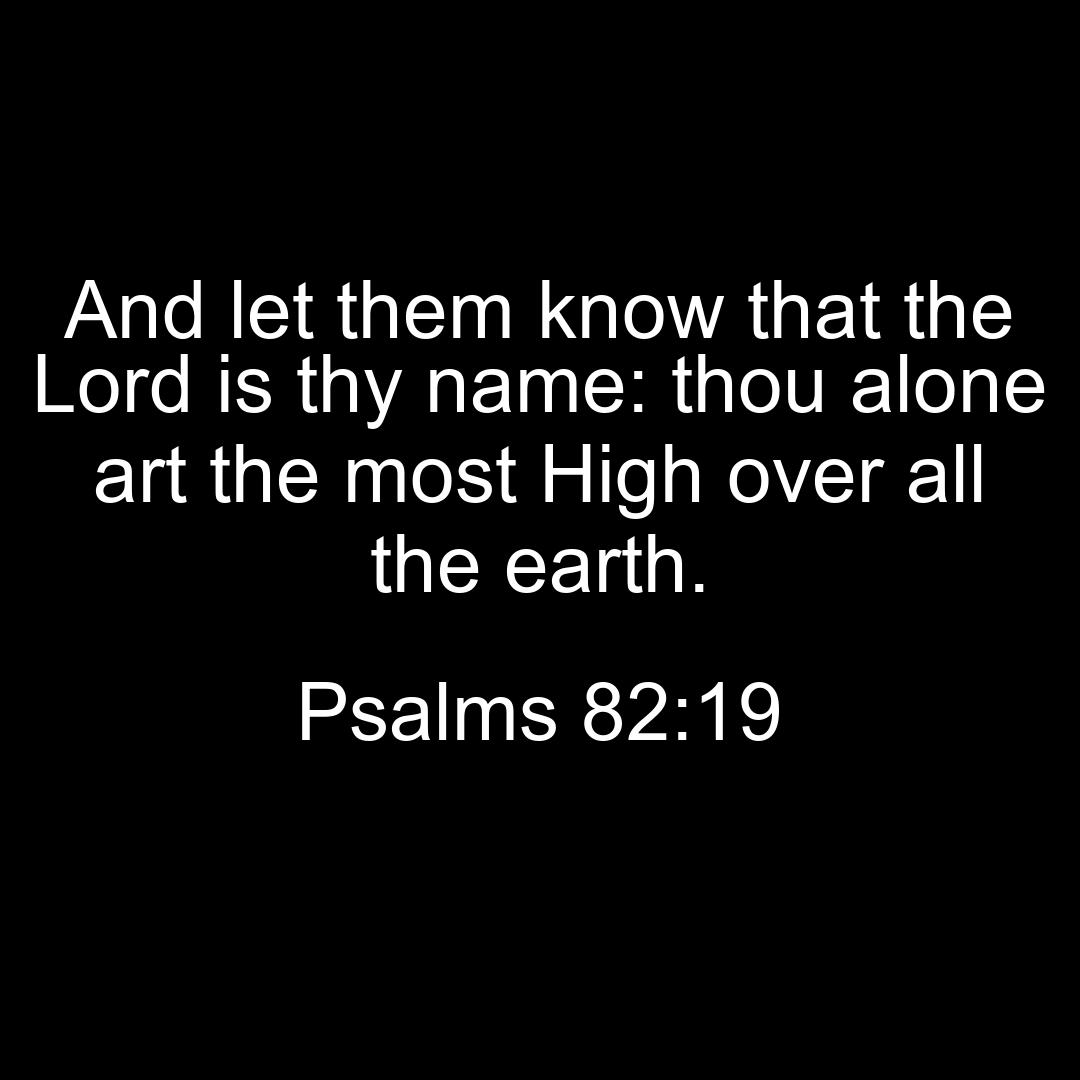 And let them know that the
Lord is thy name: thou alone
art the most High over all
the earth.
Psalms 82:19